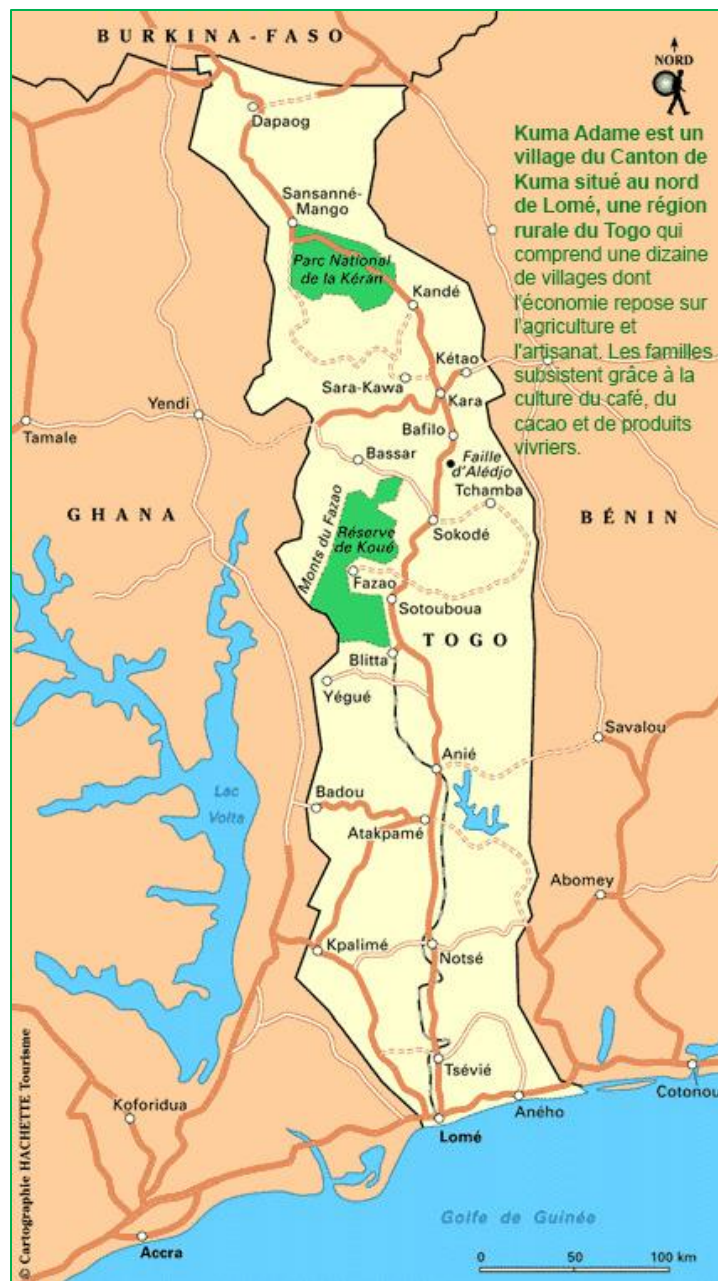 BURKINA-FASO
NORD
Dapaog
Kuma Adame est un
village du Canton de
Kuma situé au nord
de Lomé, une région
rurale du Togo qui
comprend une dizaine
de villages dont
l'économie repose sur
l'agriculture et
l'artisanat. Les familles
subsistent grâce à la
culture du café, du
cacao et de produits
vivriers.
Sansanné-
Mango
Parc National
de la Kéran
Kandé
Kétao
Sara-Kawa
Kara
Yendi
Tamale
Bafilo
Bassar
Faille
d'Alédjo
Tchamba
GHANA
BÉNIN
Sokodé
Monts du Fazao
Réserve
de Koué
Fazao
Sotouboua
TOGO
Blitta
Yégué
Savalou
Anié
Lac
Volta
Badou
Atakpamé
Abomey
Kpalimé
Notsé
Tsévié
Cotonou
Koforidua
Aného
Lomé
Golfe de Guinée
Accra
0 50 100 km
© Cartographie HACHETTE Tourisme